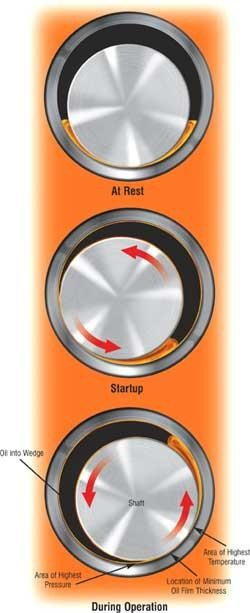 At Rest
Startup
Oil into Wedge
Shaft
Area of Highest
Temperature
Area of Highest
Pressure
Location of Minimum
Oil Film Thickness
During Operation